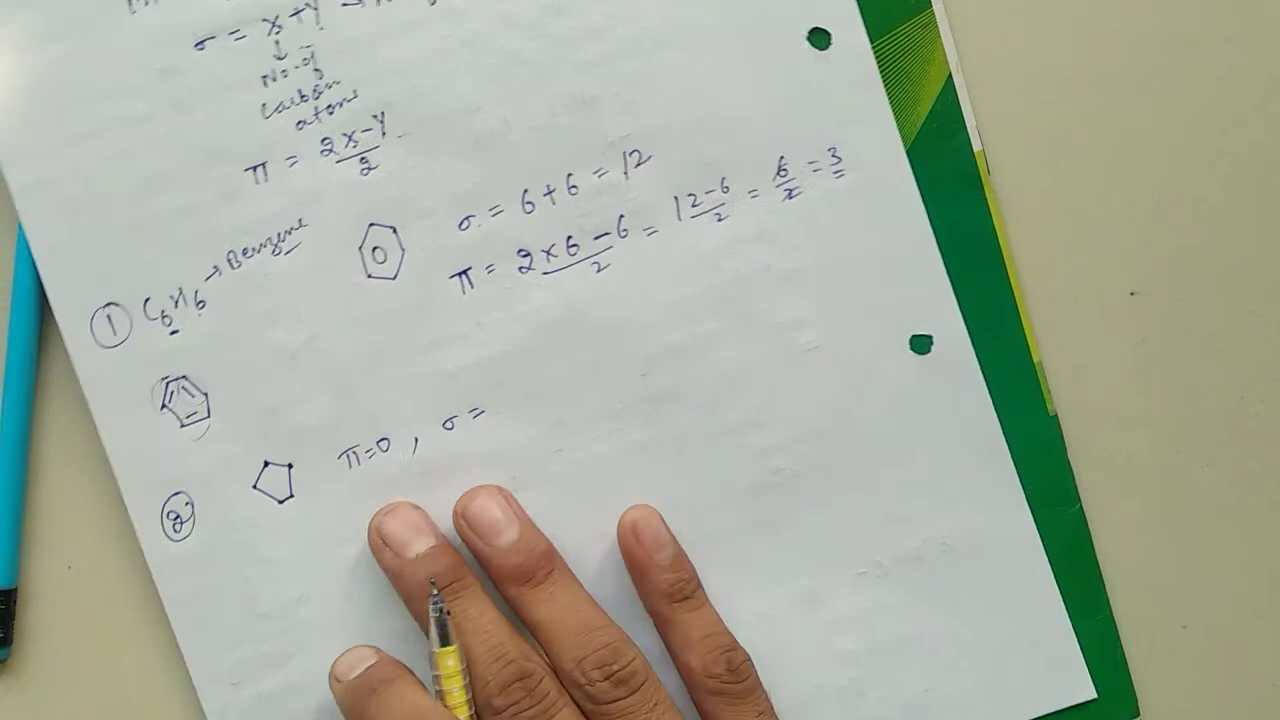 σ = x+y →
↓
No. of
carbon
atoms
π = 2x-y/2
① C6H6 → Benzene
σ = 6+6 = 12
π = 2×6-6/2 = 12-6/2 = 6/2 = 3
② π=0, σ =